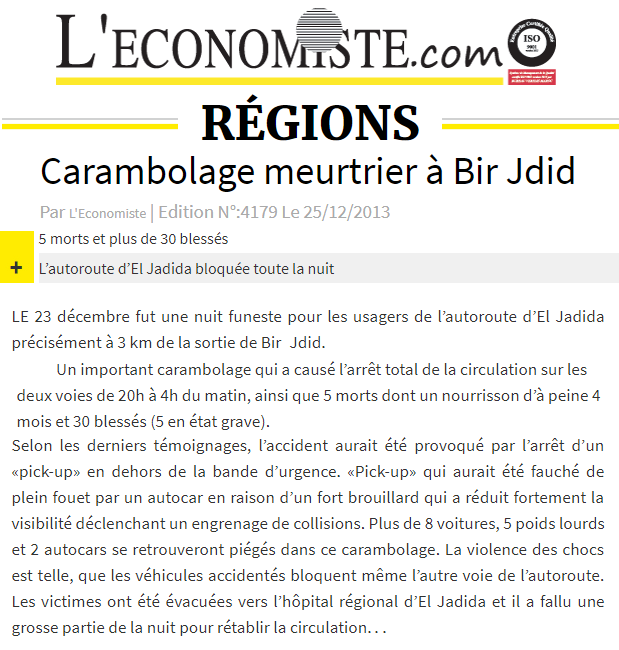 L'ECONOMISTE.com
ISO
9001
RÉGIONS
Carambolage meurtrier à Bir Jdid
Par L'Economiste | Edition N°:4179 Le 25/12/2013
5 morts et plus de 30 blessés
+ L’autoroute d’El Jadida bloquée toute la nuit
LE 23 décembre fut une nuit funeste pour les usagers de l’autoroute d’El Jadida
précisément à 3 km de la sortie de Bir Jdid.
Un important carambolage qui a causé l’arrêt total de la circulation sur les
deux voies de 20h à 4h du matin, ainsi que 5 morts dont un nourrisson d’à peine 4
mois et 30 blessés (5 en état grave).
Selon les derniers témoignages, l’accident aurait été provoqué par l’arrêt d’un
«pick-up» en dehors de la bande d’urgence. «Pick-up» qui aurait été fauché de
plein fouet par un autocar en raison d’un fort brouillard qui a réduit fortement la
visibilité déclenchant un engrenage de collisions. Plus de 8 voitures, 5 poids lourds
et 2 autocars se retrouveront piégés dans ce carambolage. La violence des chocs
est telle, que les véhicules accidentés bloquent même l’autre voie de l’autoroute.
Les victimes ont été évacuées vers l’hôpital régional d’El Jadida et il a fallu une
grosse partie de la nuit pour rétablir la circulation. . .